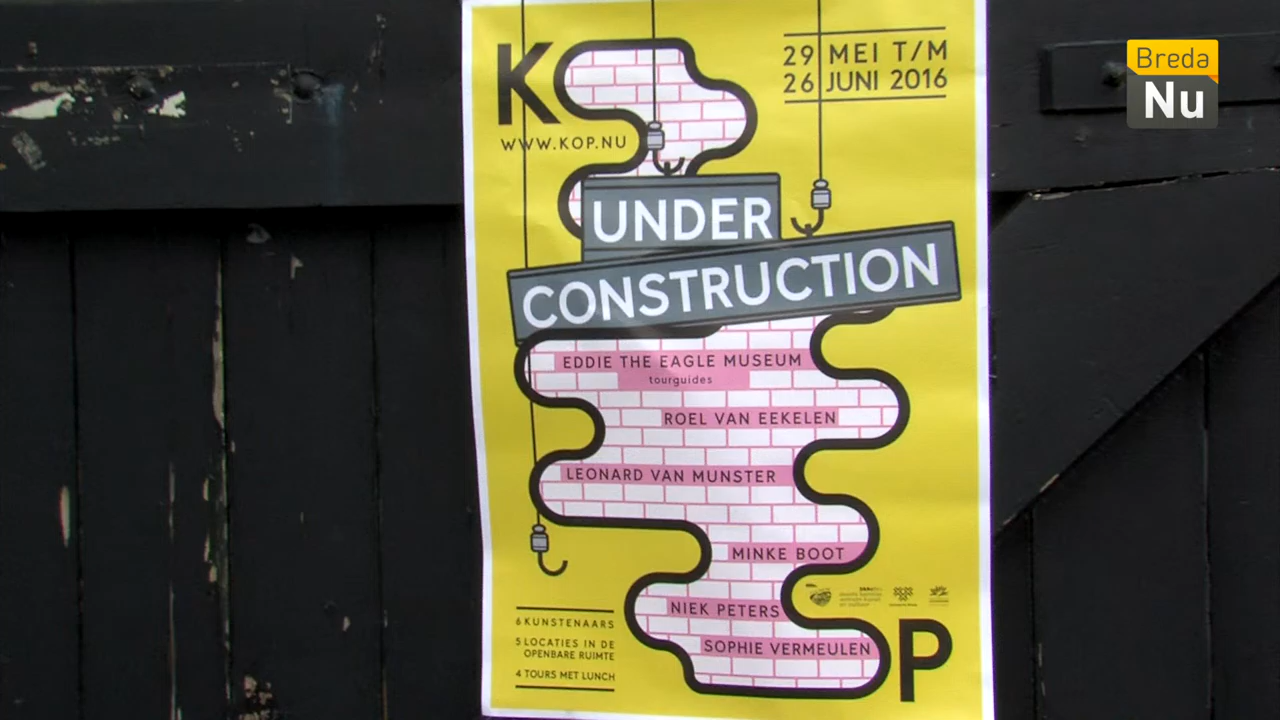 K
WWW.KOP.NU
29 MEI T/M
26 JUNI 2016
Breda
Nu
UNDER
CONSTRUCTION
EDDIE THE EAGLE MUSEUM
tourguides
ROEL VAN EEKELEN
LEONARD VAN MUNSTER
MINKE BOOT
NIEK PETERS
SOPHIE VERMEULEN
6 KUNSTENAARS
5 LOCATIES IN DE
OPENBARE RUIMTE
4 TOURS MET LUNCH
P